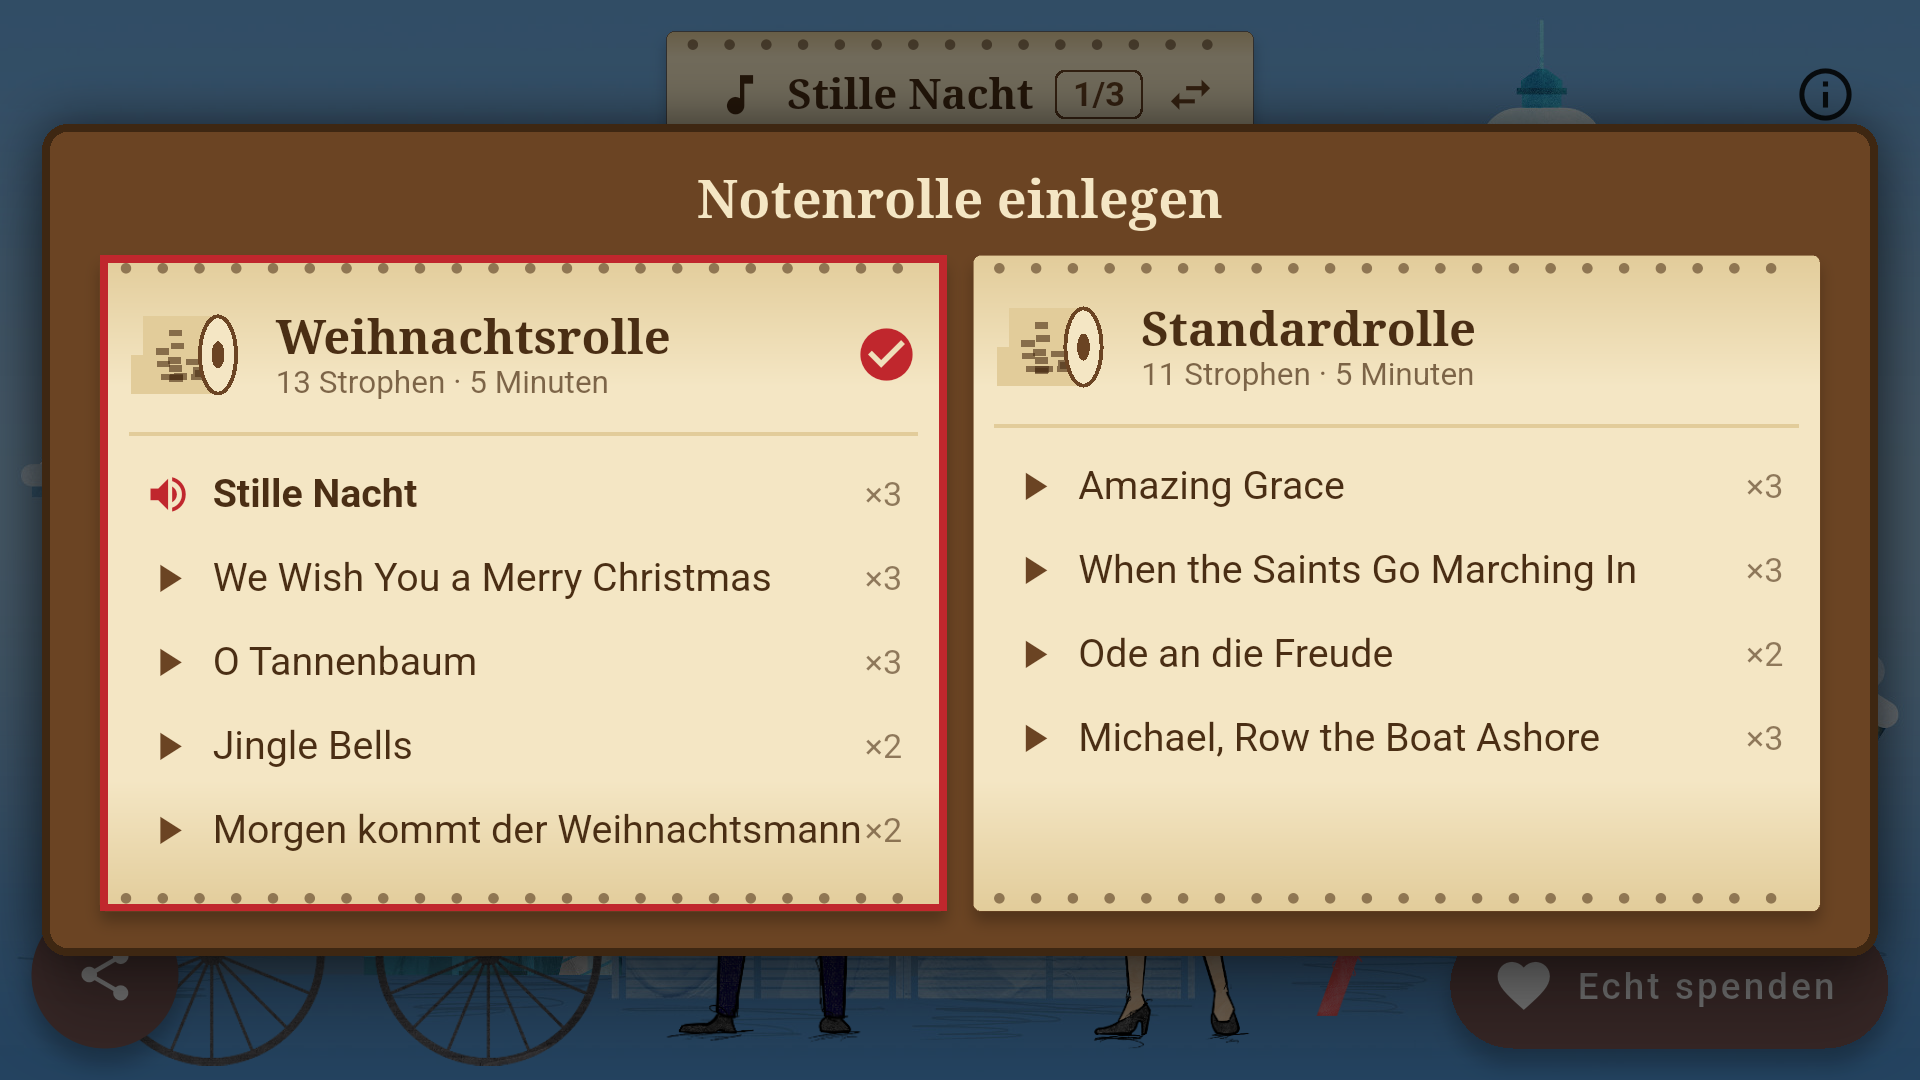 Stille Nacht 1/3
Notenrolle einlegen
Weihnachtsrolle
13 Strophen · 5 Minuten
Stille Nacht ×3
We Wish You a Merry Christmas ×3
O Tannenbaum ×3
Jingle Bells ×2
Morgen kommt der Weihnachtsmann ×2
Standardrolle
11 Strophen · 5 Minuten
Amazing Grace ×3
When the Saints Go Marching In ×3
Ode an die Freude ×2
Michael, Row the Boat Ashore ×3
Echt spenden